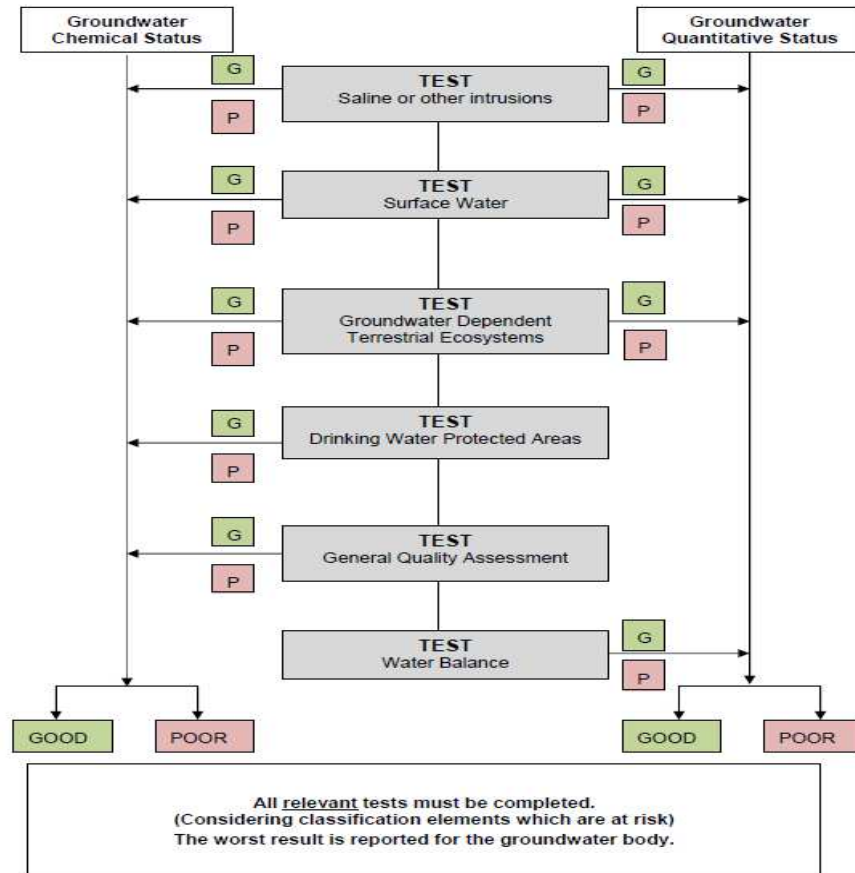 Groundwater
Chemical Status
Groundwater
Quantitative Status
G
P
TEST
Saline or other intrusions
G
P
G
P
TEST
Surface Water
G
P
G
P
TEST
Groundwater Dependent
Terrestrial Ecosystems
G
P
G
P
TEST
Drinking Water Protected Areas
G
P
TEST
General Quality Assessment
TEST
Water Balance
G
P
GOOD
POOR
GOOD
POOR
All relevant tests must be completed.
(Considering classification elements which are at risk)
The worst result is reported for the groundwater body.